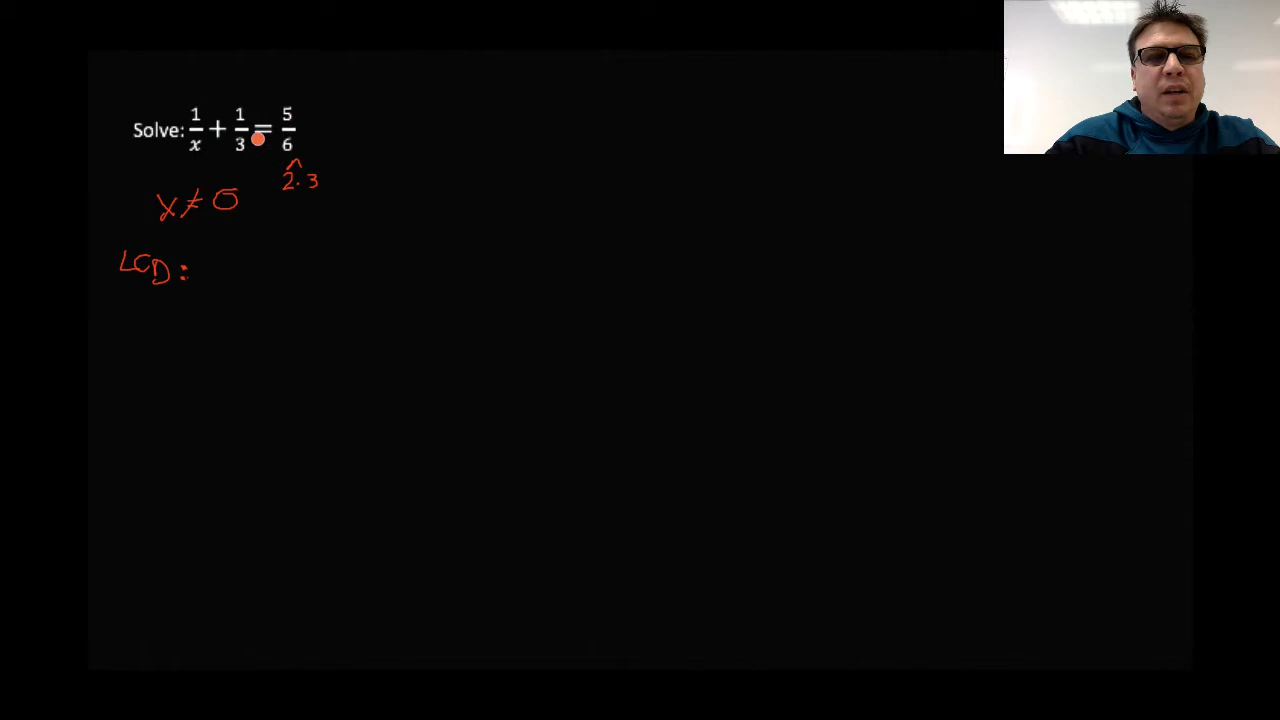 Solve: 1/x + 1/3 = 5/6
2·3
x ≠ 0
LCD: